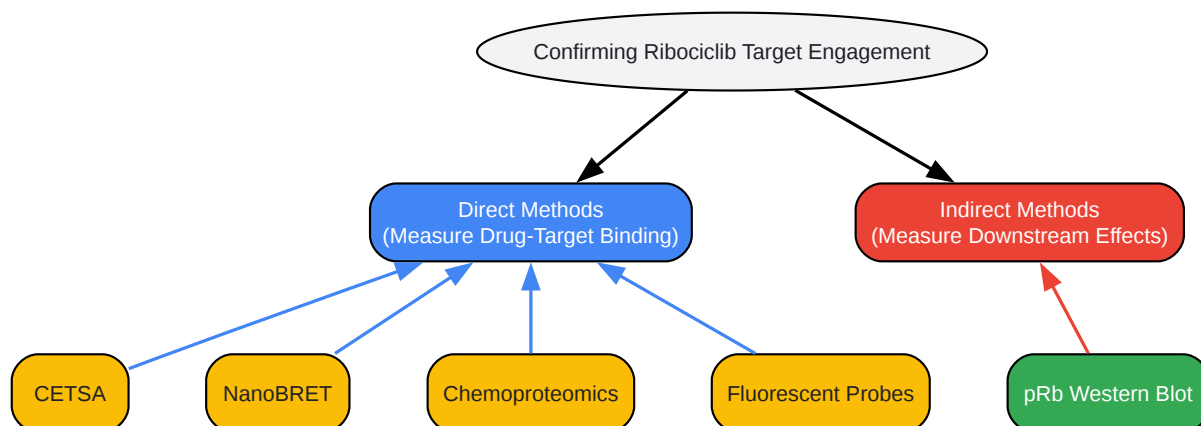 Confirming Ribociclib Target Engagement
Direct Methods
(Measure Drug-Target Binding)
Indirect Methods
(Measure Downstream Effects)
CETSA
NanoBRET
Chemoproteomics
Fluorescent Probes
pRb Western Blot